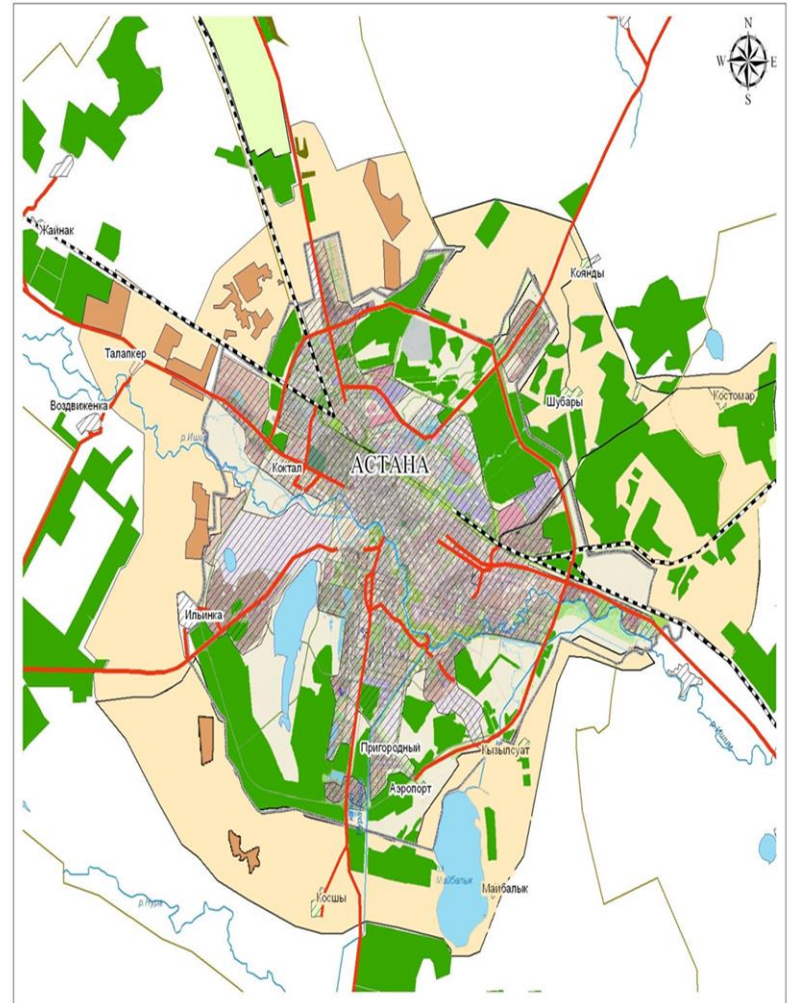 N
W E
S
Жайнак
Коянды
Талапкер
Воздвиженка
Шубары
Костомар
р.Ишим
Коктал
АСТАНА
Ильинка
р.Ишим
Пригородный
Кызылсуат
Аэропорт
Майбалык
Майбалык
Косшы
р.Нура